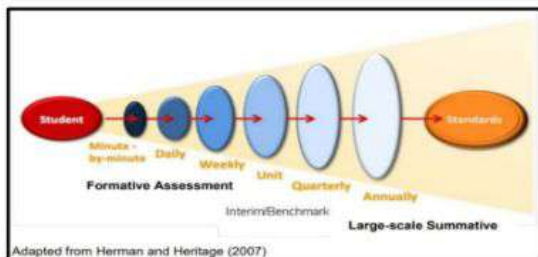 Student
Standards
Minute -
by-minute
Daily
Weekly
Unit
Quarterly
Annually
Formative Assessment
Interim/Benchmark
Large-scale Summative
Adapted from Herman and Heritage (2007)